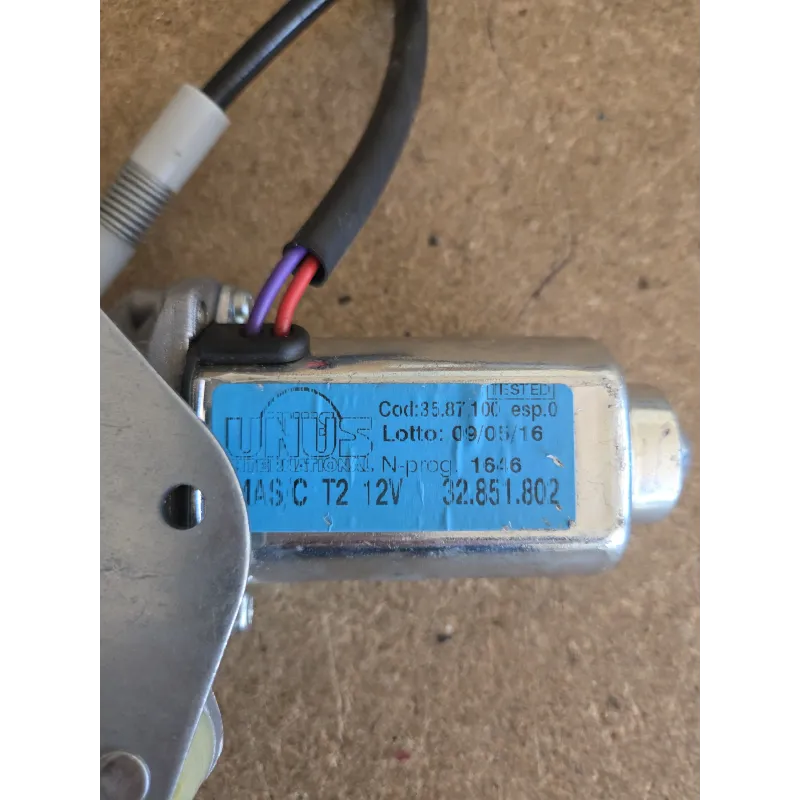 TESTED
Cod:35.87.100 esp.0
UNUS
INTERNATIONAL
Lotto: 09/05/16
N-prog. 1646
T2 12V 32.851.802